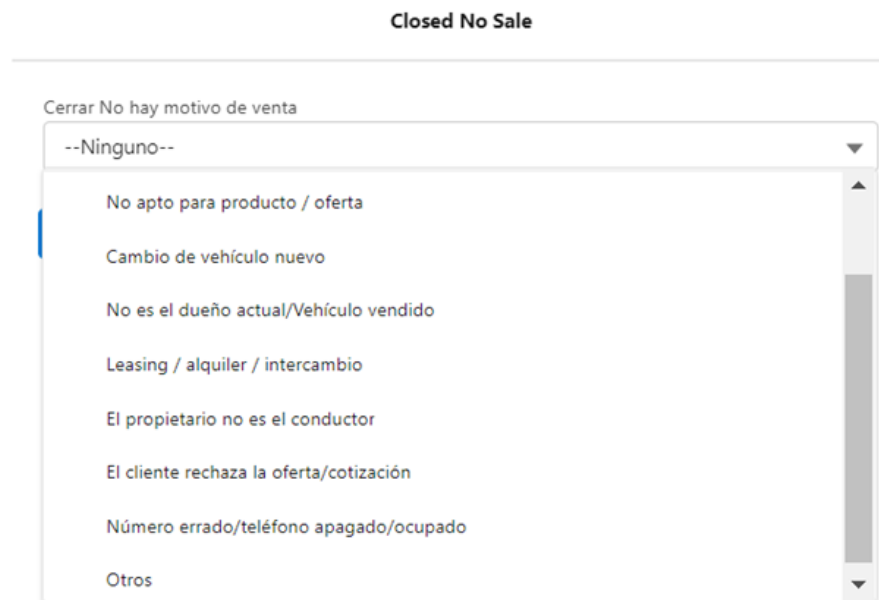 Closed No Sale
Cerrar No hay motivo de venta
--Ninguno--
No apto para producto / oferta
Cambio de vehículo nuevo
No es el dueño actual/Vehículo vendido
Leasing / alquiler / intercambio
El propietario no es el conductor
El cliente rechaza la oferta/cotización
Número errado/teléfono apagado/ocupado
Otros